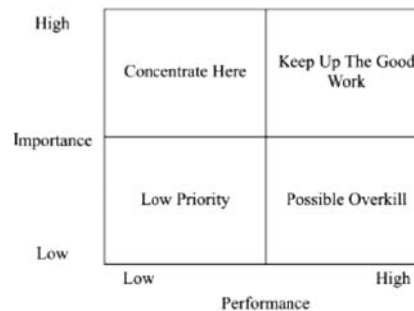 High
Concentrate Here
Keep Up The Good
Work
Importance
Low Priority
Possible Overkill
Low
Low
High
Performance